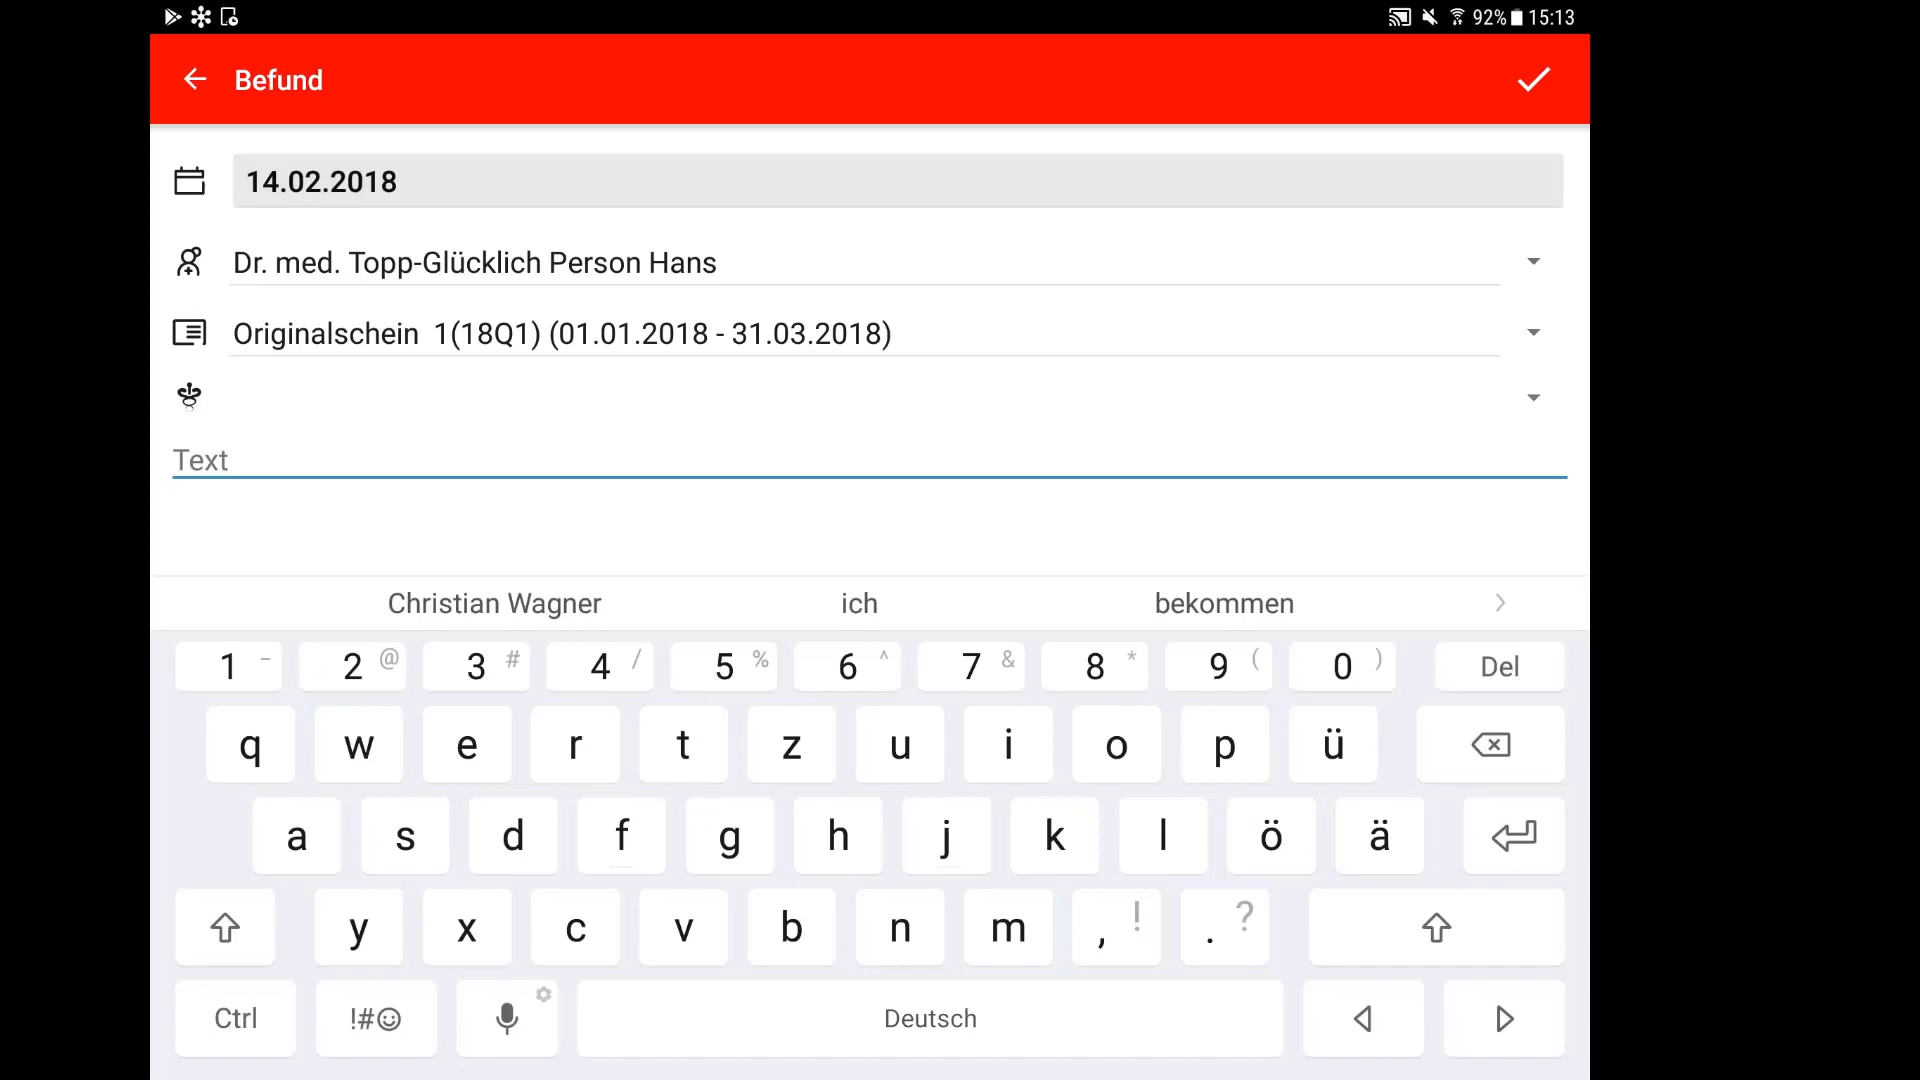 92% 15:13
Befund
14.02.2018
Dr. med. Topp-Glücklich Person Hans
Originalschein 1(18Q1) (01.01.2018 - 31.03.2018)
Text
Christian Wagner ich bekommen
1 - 2 @ 3 # 4 / 5 % 6 ^ 7 & 8 * 9 ( 0 ) Del
q w e r t z u i o p ü
a s d f g h j k l ö ä
y x c v b n m , ! . ?
Ctrl !#☺ Deutsch